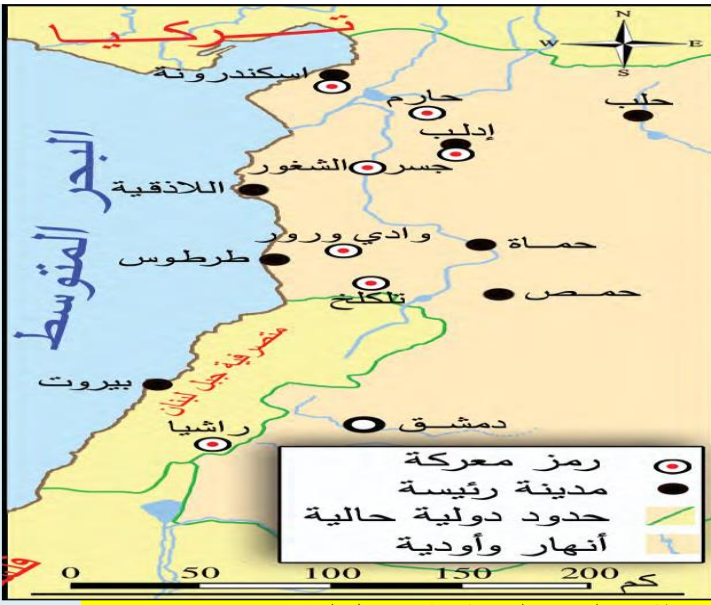 تركيا
N
W E
S
اسكندرونة
حارم
حلب
إدلب
جسر الشغور
اللاذقية
البحر المتوسط
وادي ورور
حماة
طرطوس
تلكلخ
حمص
متصرفية جبل لبنان
بيروت
دمشق
راشيا
رمز معركة
مدينة رئيسة
حدود دولية حالية
أنهار وأودية
0 50 100 150 200 كم